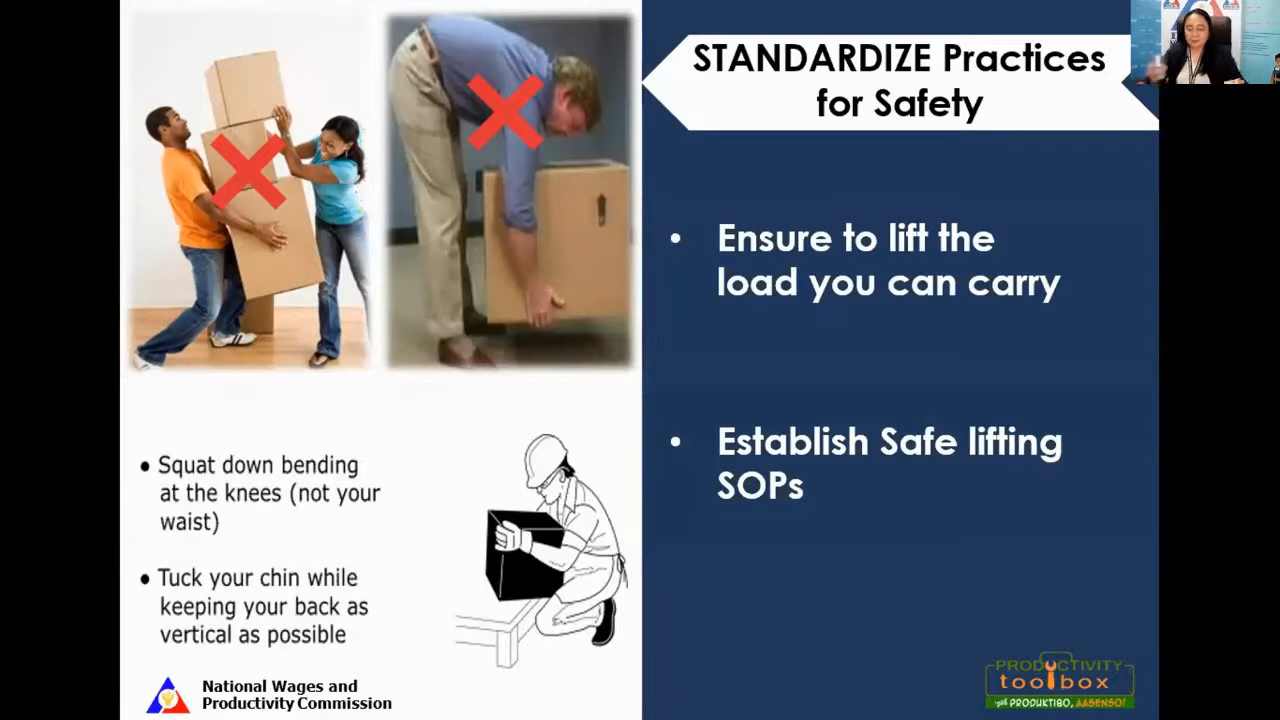 STANDARDIZE Practices
for Safety
• Ensure to lift the
load you can carry
• Establish Safe lifting
SOPs
• Squat down bending
at the knees (not your
waist)
• Tuck your chin while
keeping your back as
vertical as possible
National Wages and
Productivity Commission
PRODUCTIVITY
toolbox
PRODUKTIBO, AASENSO!